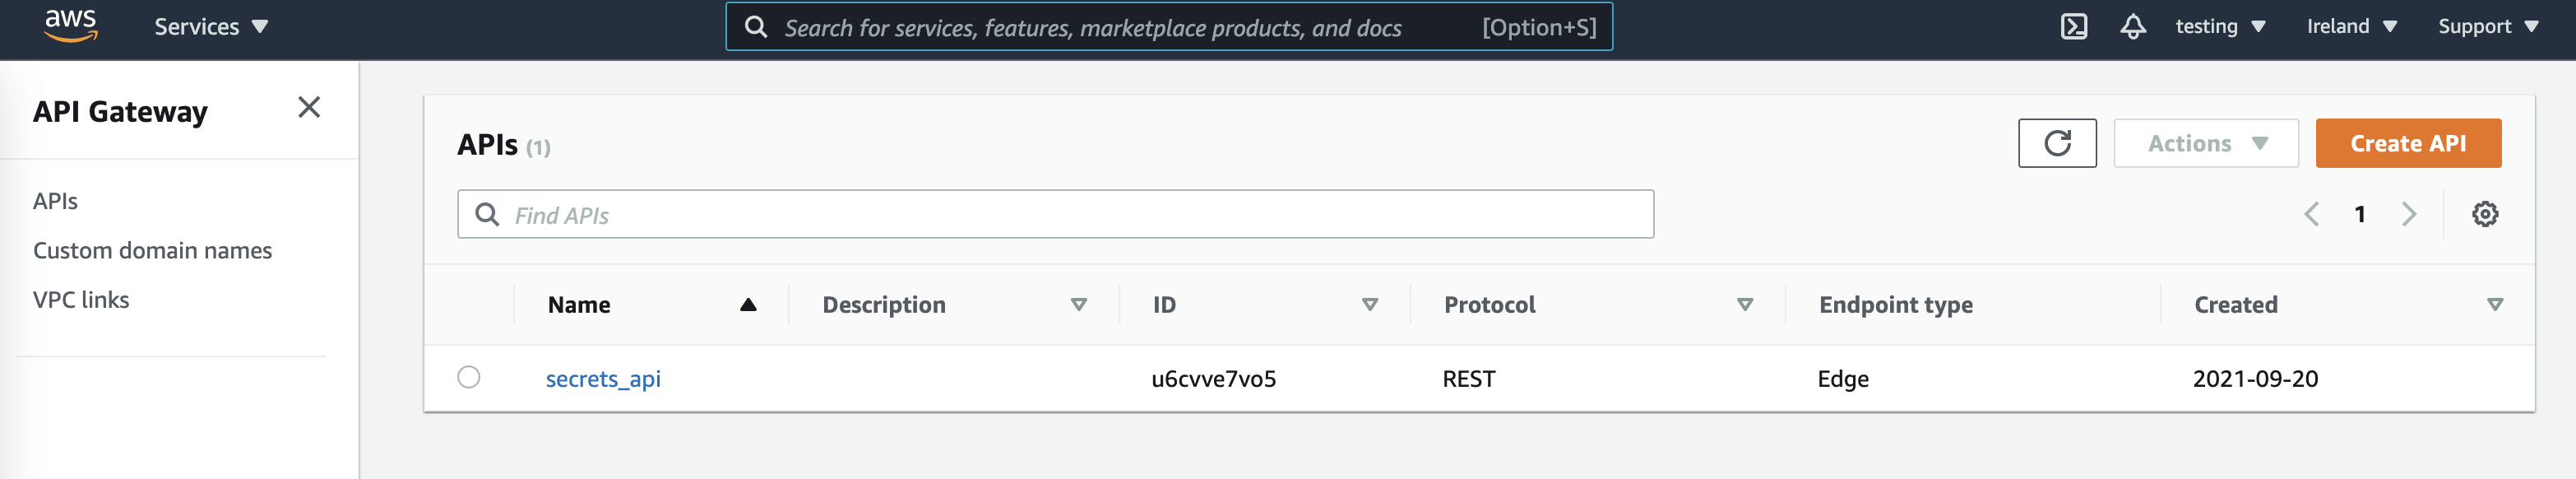 aws Services Search for services, features, marketplace products, and docs [Option+S] testing Ireland Support
API Gateway
APIs
Custom domain names
VPC links
APIs (1) Actions Create API
Find APIs 1
Name Description ID Protocol Endpoint type Created
secrets_api u6cvve7vo5 REST Edge 2021-09-20